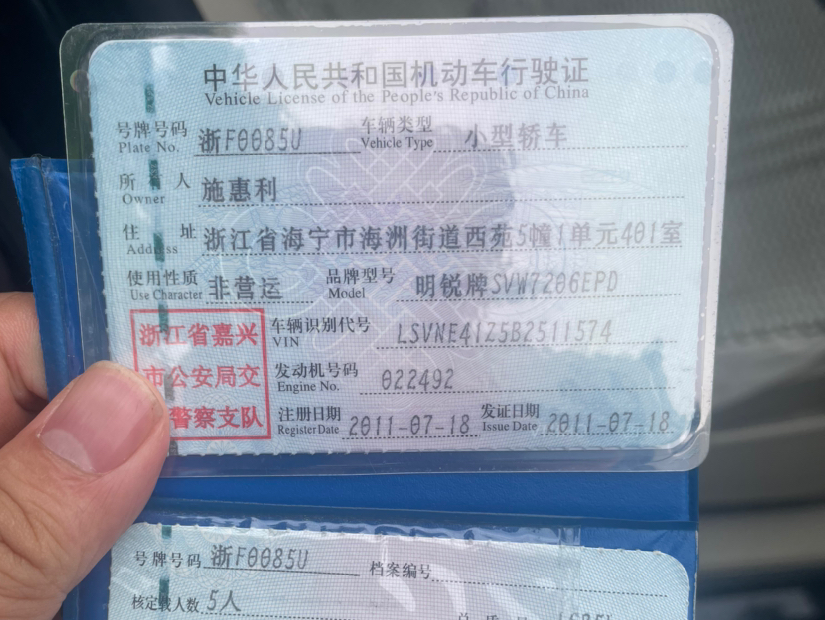 中华人民共和国机动车行驶证
Vehicle License of the People's Republic of China
号牌号码 浙F0085U 车辆类型 小型轿车
Plate No. Vehicle Type
所有人 施惠利
Owner
住址 浙江省海宁市海洲街道西苑5幢1单元401室
Address
使用性质 非营运 品牌型号 明锐牌SVW7206EPD
Use Character Model
浙江省嘉兴
市公安局交
警察支队
车辆识别代号 LSVNE41Z5B2511574
VIN
发动机号码 022492
Engine No.
注册日期 2011-07-18 发证日期 2011-07-18
Register Date Issue Date
号牌号码 浙F0085U 档案编号
核定载人数 5人